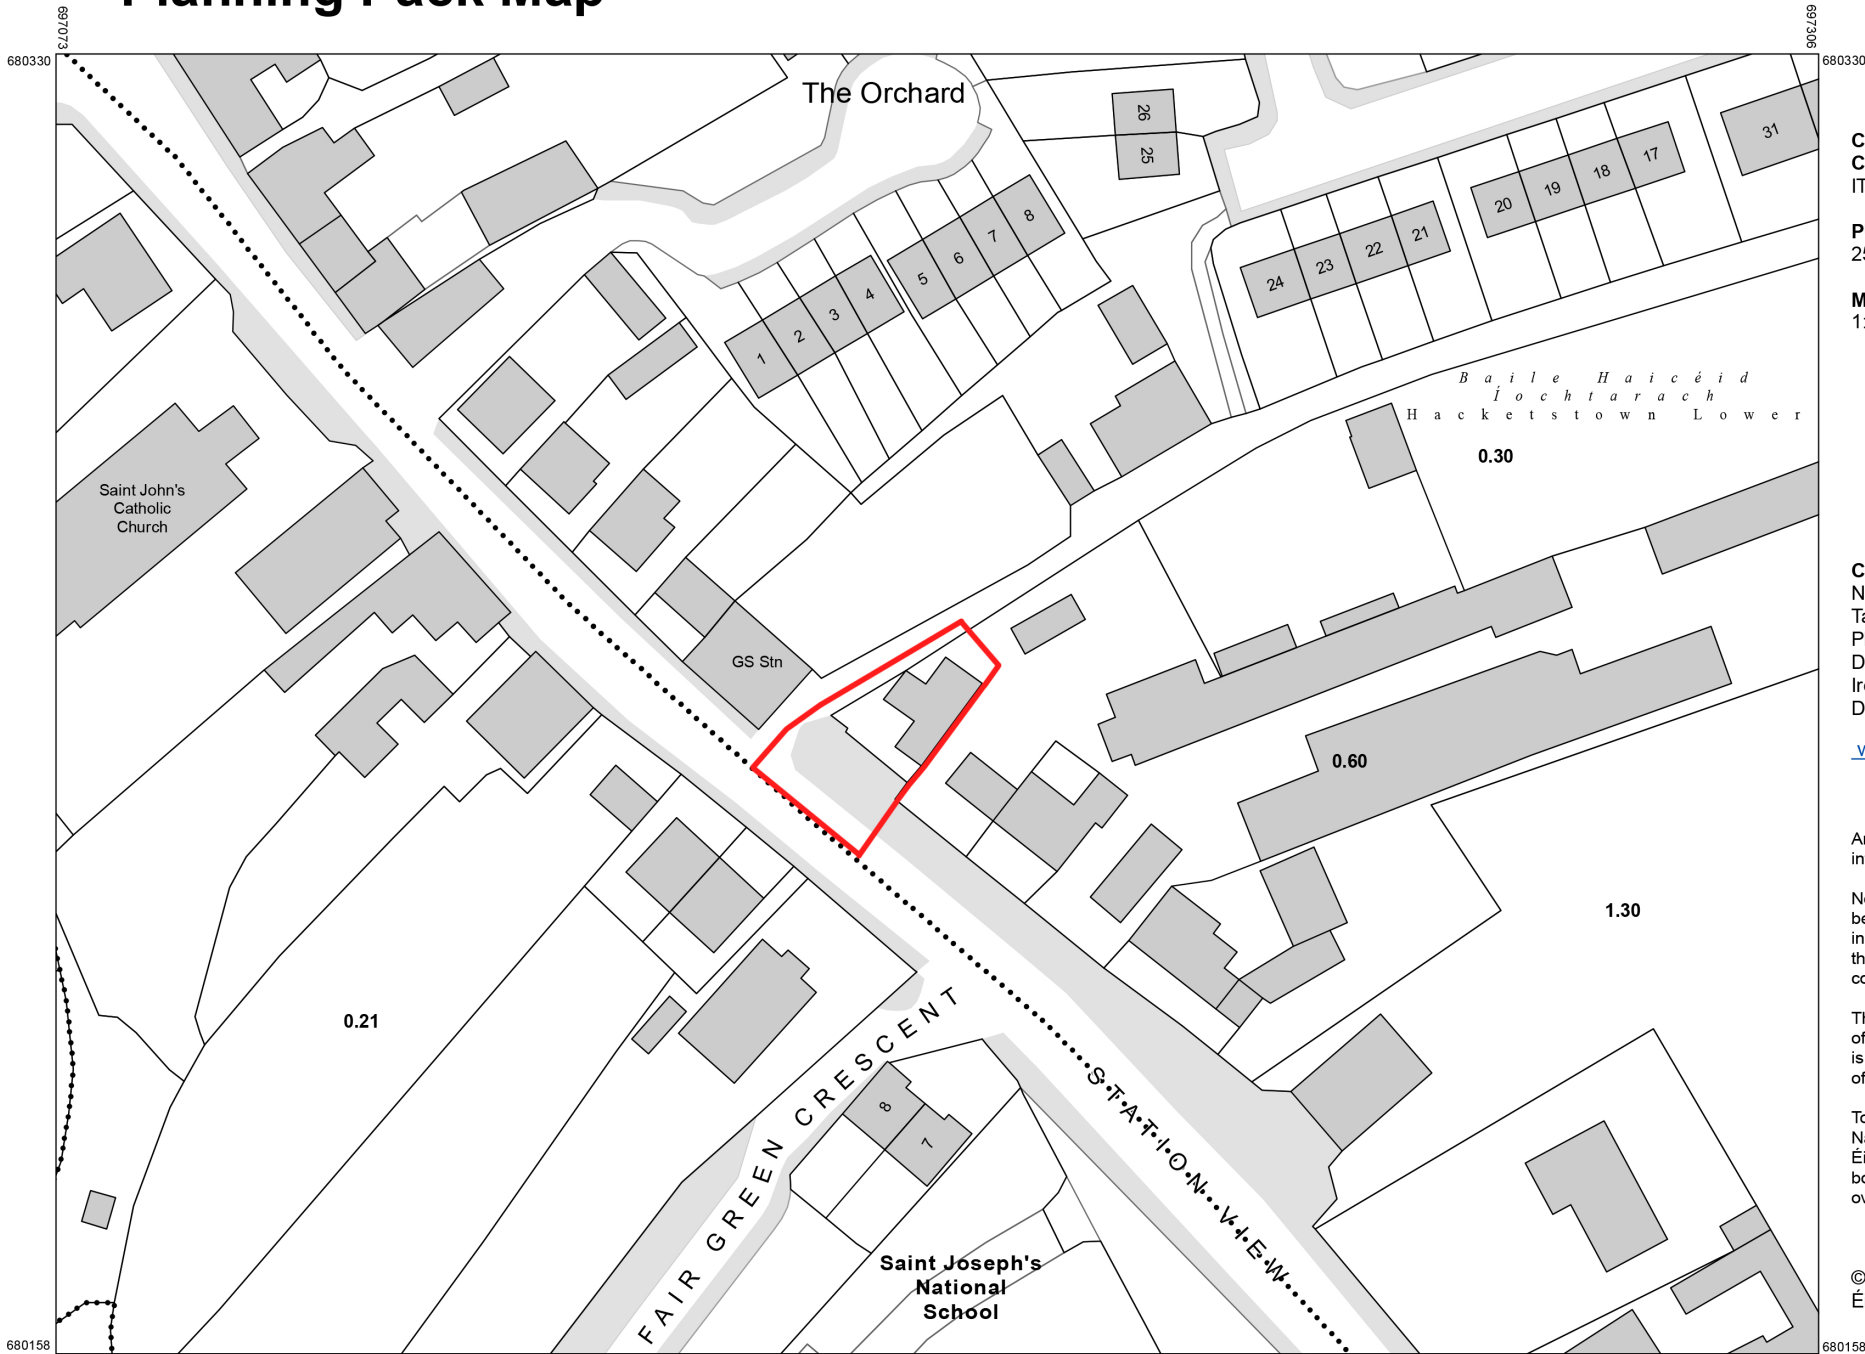 Planning Pack Map
697073
697306
680330
680330
The Orchard
26
25
31
17
18
19
20
21
22
23
24
8
7
6
5
4
3
2
1
Baile Haicéid
Íochtarach
Hacketstown Lower
0.30
Saint John's
Catholic
Church
GS Stn
0.60
1.30
0.21
FAIR GREEN CRESCENT
STATION VIEW
8
7
Saint Joseph's
National
School
680158
680158